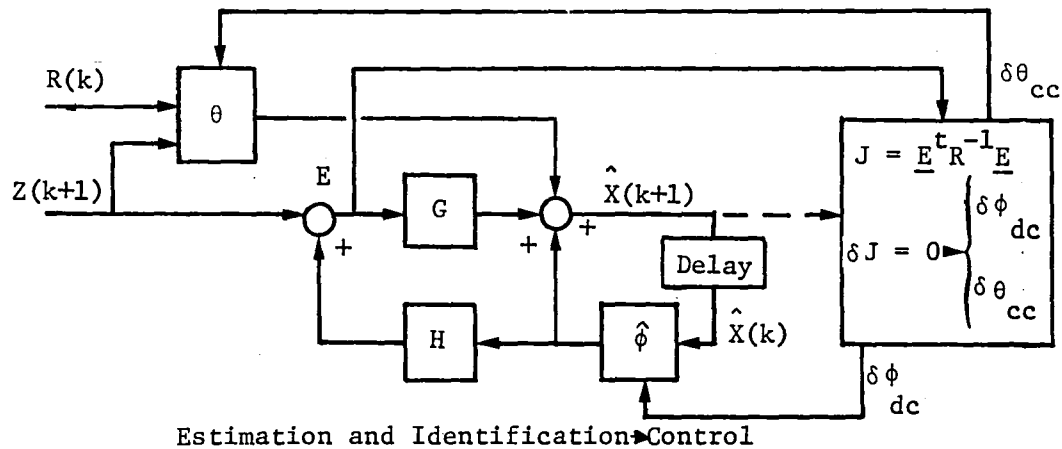 R(k)
θ
δθcc
Z(k+1)
E
G
+
+
+
X̂(k+1)
Delay
X̂(k)
H
φ̂
J = E^t R^-1 E
δJ = 0
δφdc
δθcc
δφdc
Estimation and Identification→Control